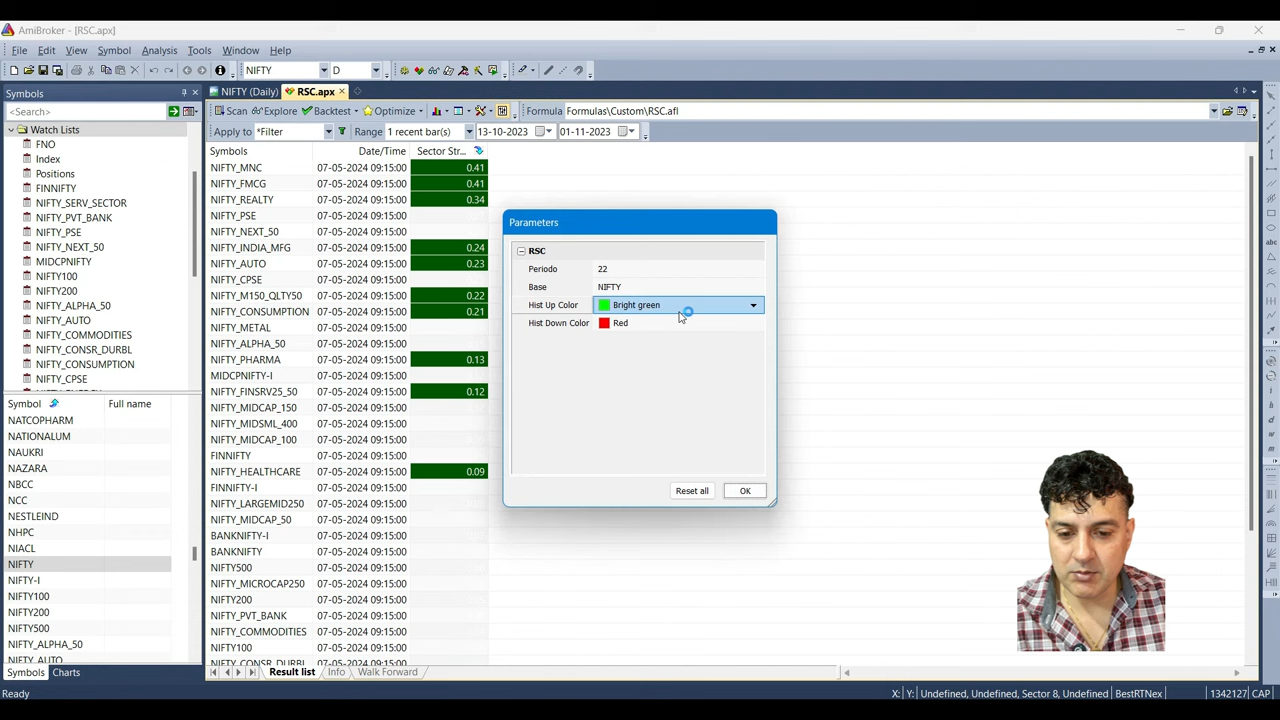 AmiBroker - [RSC.apx]
File Edit View Symbol Analysis Tools Window Help
NIFTY D
Symbols
NIFTY (Daily) RSC.apx
<Search>
Scan Explore Backtest Optimize Formula Formulas\Custom\RSC.afl
Apply to *Filter Range 1 recent bar(s) 13-10-2023 01-11-2023
Watch Lists
FNO
Index
Positions
FINNIFTY
NIFTY_SERV_SECTOR
NIFTY_PVT_BANK
NIFTY_PSE
NIFTY_NEXT_50
MIDCPNIFTY
NIFTY100
NIFTY200
NIFTY_ALPHA_50
NIFTY_AUTO
NIFTY_COMMODITIES
NIFTY_CONSR_DURBL
NIFTY_CONSUMPTION
NIFTY_CPSE
Symbol Full name
NATCOPHARM
NATIONALUM
NAUKRI
NAZARA
NBCC
NCC
NESTLEIND
NHPC
NIACL
NIFTY
NIFTY-I
NIFTY100
NIFTY200
NIFTY500
NIFTY_ALPHA_50
NIFTY_AUTO
Symbols Charts
Symbols Date/Time Sector Str...
NIFTY_MNC 07-05-2024 09:15:00 0.41
NIFTY_FMCG 07-05-2024 09:15:00 0.41
NIFTY_REALTY 07-05-2024 09:15:00 0.34
NIFTY_PSE 07-05-2024 09:15:00
NIFTY_NEXT_50 07-05-2024 09:15:00
NIFTY_INDIA_MFG 07-05-2024 09:15:00 0.24
NIFTY_AUTO 07-05-2024 09:15:00 0.23
NIFTY_CPSE 07-05-2024 09:15:00
NIFTY_M150_QLTY50 07-05-2024 09:15:00 0.22
NIFTY_CONSUMPTION 07-05-2024 09:15:00 0.21
NIFTY_METAL 07-05-2024 09:15:00
NIFTY_ALPHA_50 07-05-2024 09:15:00
NIFTY_PHARMA 07-05-2024 09:15:00 0.13
MIDCPNIFTY-I 07-05-2024 09:15:00
NIFTY_FINSRV25_50 07-05-2024 09:15:00 0.12
NIFTY_MIDCAP_150 07-05-2024 09:15:00
NIFTY_MIDSML_400 07-05-2024 09:15:00
NIFTY_MIDCAP_100 07-05-2024 09:15:00
FINNIFTY 07-05-2024 09:15:00
NIFTY_HEALTHCARE 07-05-2024 09:15:00 0.09
FINNIFTY-I 07-05-2024 09:15:00
NIFTY_LARGEMID250 07-05-2024 09:15:00
NIFTY_MIDCAP_50 07-05-2024 09:15:00
BANKNIFTY-I 07-05-2024 09:15:00
BANKNIFTY 07-05-2024 09:15:00
NIFTY500 07-05-2024 09:15:00
NIFTY_MICROCAP250 07-05-2024 09:15:00
NIFTY200 07-05-2024 09:15:00
NIFTY_PVT_BANK 07-05-2024 09:15:00
NIFTY_COMMODITIES 07-05-2024 09:15:00
NIFTY100 07-05-2024 09:15:00
NIFTY_CONSR_DURBL 07-05-2024 09:15:00
Result list Info Walk Forward
Parameters
RSC
Periodo 22
Base NIFTY
Hist Up Color Bright green
Hist Down Color Red
Reset all OK
Ready
X: Y: Undefined, Undefined, Sector 8, Undefined BestRTNex 1342127 CAP